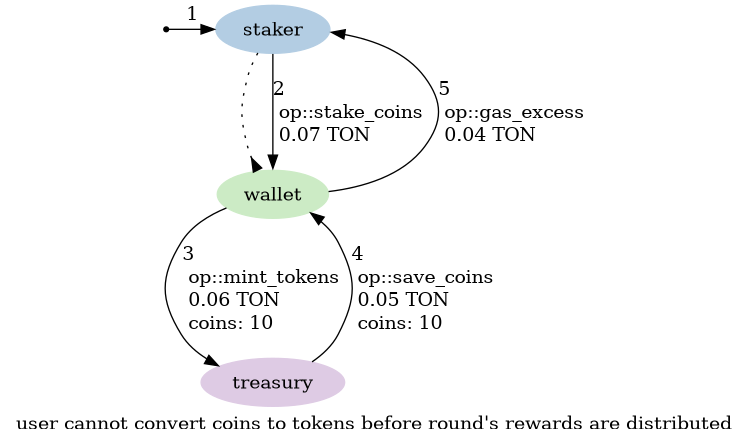 1
staker
2
op::stake_coins
0.07 TON
5
op::gas_excess
0.04 TON
wallet
3
op::mint_tokens
0.06 TON
coins: 10
4
op::save_coins
0.05 TON
coins: 10
treasury
user cannot convert coins to tokens before round's rewards are distributed